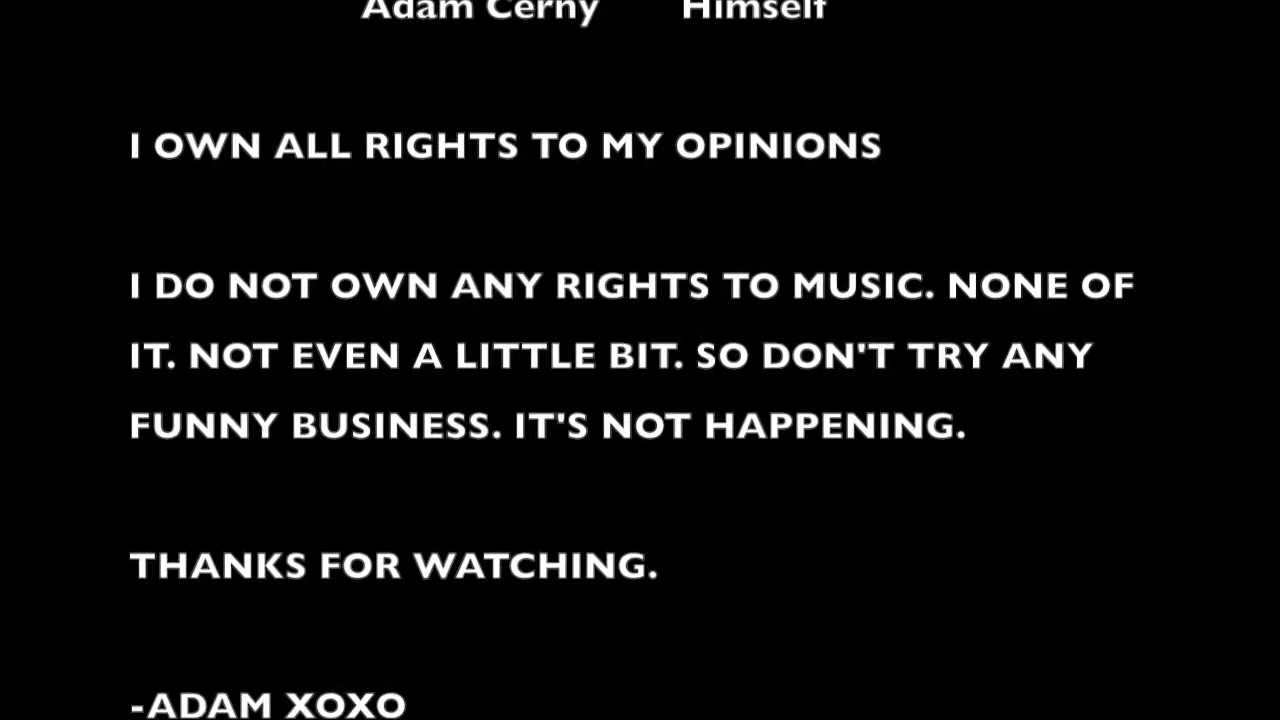 Adam Cerny Himself
I OWN ALL RIGHTS TO MY OPINIONS
I DO NOT OWN ANY RIGHTS TO MUSIC. NONE OF
IT. NOT EVEN A LITTLE BIT. SO DON'T TRY ANY
FUNNY BUSINESS. IT'S NOT HAPPENING.
THANKS FOR WATCHING.
-ADAM XOXO